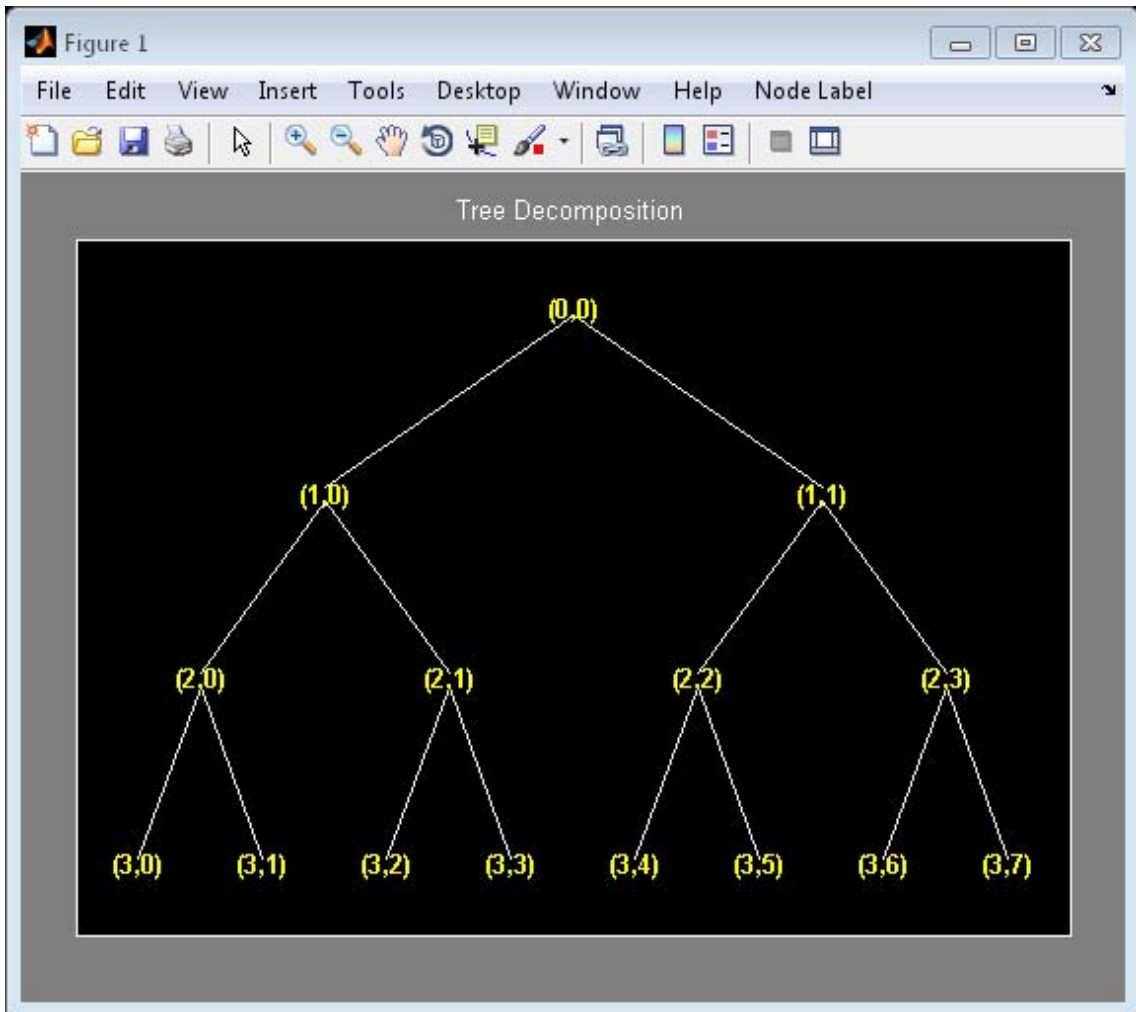 Figure 1
File Edit View Insert Tools Desktop Window Help Node Label
Tree Decomposition
(0,0)
(1,0) (1,1)
(2,0) (2,1) (2,2) (2,3)
(3,0) (3,1) (3,2) (3,3) (3,4) (3,5) (3,6) (3,7)